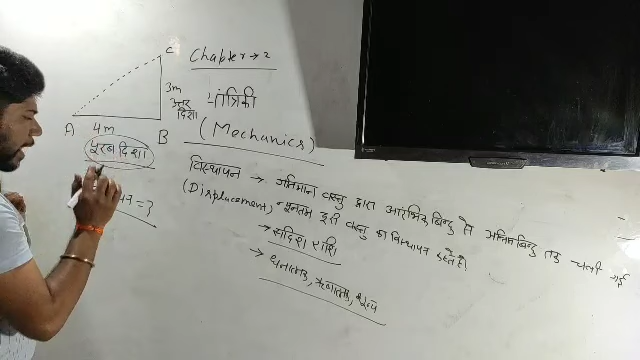 Chapter → 2
C
3m
उत्तर दिशा
A
4m
B
पूरब दिशा
= ?
यांत्रिकी
(Mechanics)
विस्थापन → गतिमान वस्तु द्वारा आरंभिक बिन्दु से अन्तिम बिन्दु तक चली गई
(Displacement) न्यूनतम दूरी वस्तु का विस्थापन कहते हैं।
→ सदिश राशि
→ धनात्मक, ऋणात्मक, शून्य